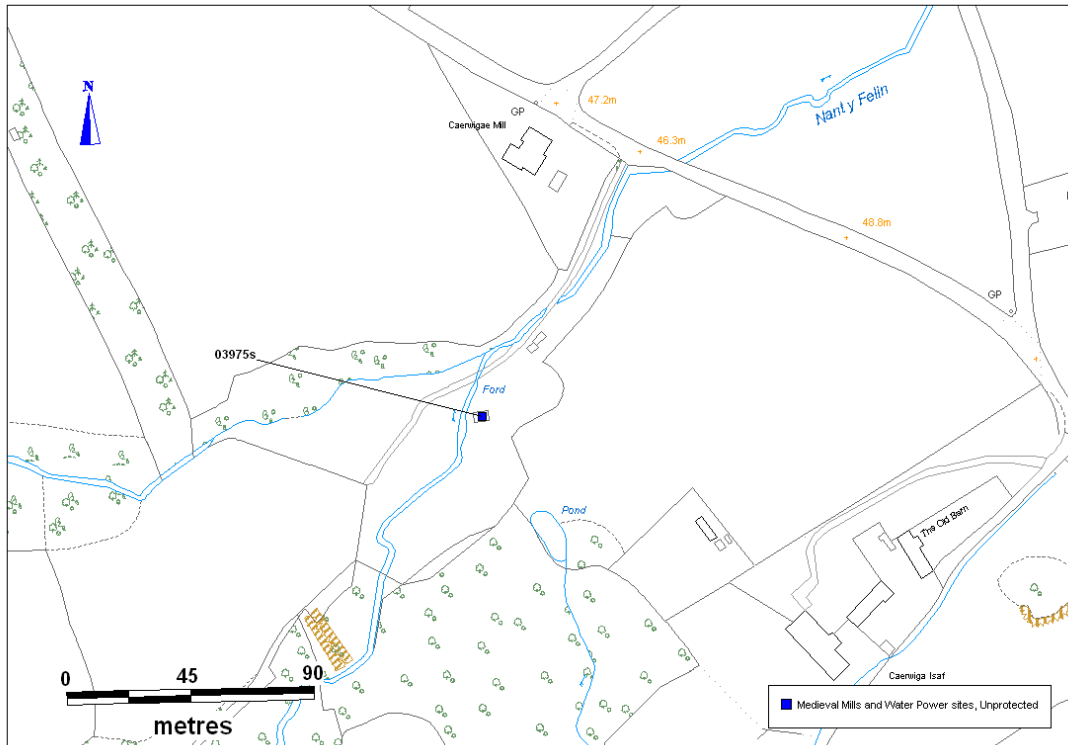 N
GP
47.2m
Caerwigae Mill
46.3m
Nant y Felin
48.8m
GP
03975s
Ford
Pond
The Old Barn
0 45 90
metres
Caerwiga Isaf
Medieval Mills and Water Power sites, Unprotected